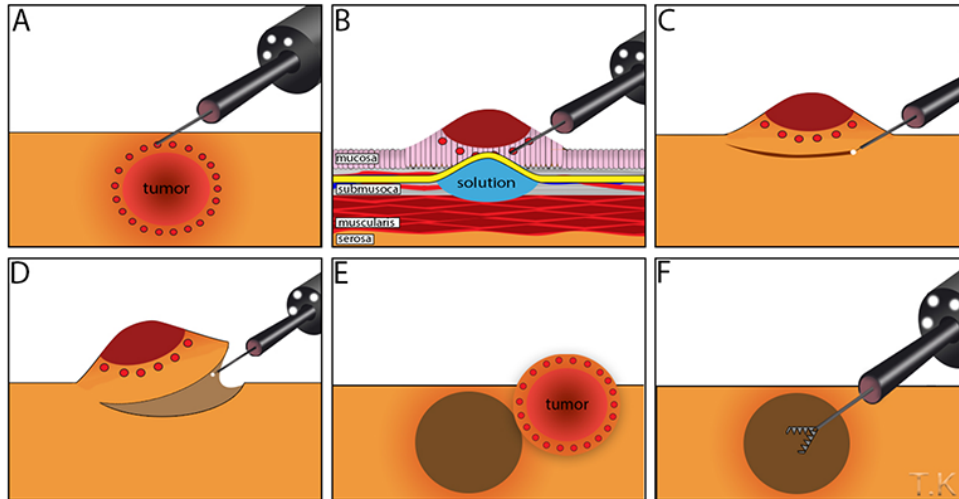 A
tumor
B
mucosa
solution
submusoca
muscularis
serosa
C
D
E
tumor
F
T.K